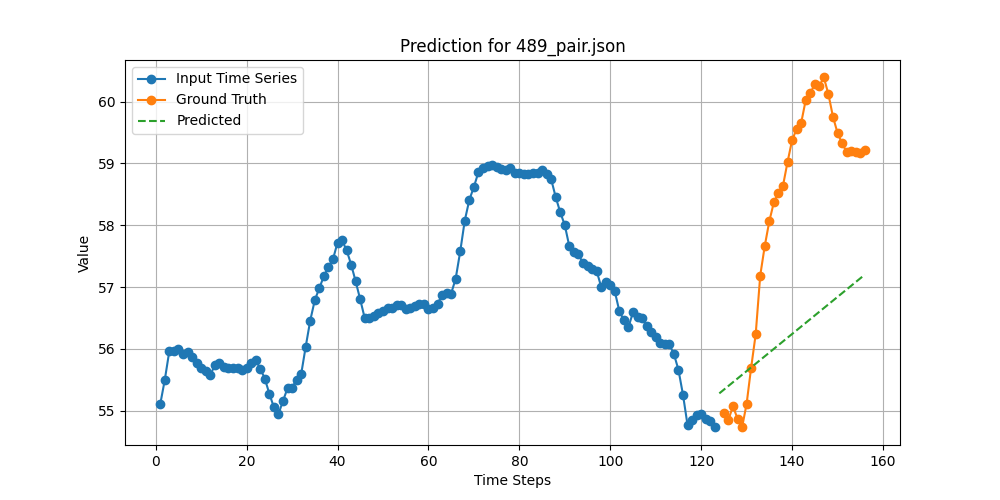 Prediction for 489_pair.json
Input Time Series
Ground Truth
Predicted
60
59
58
57
56
55
Value
0 20 40 60 80 100 120 140 160
Time Steps